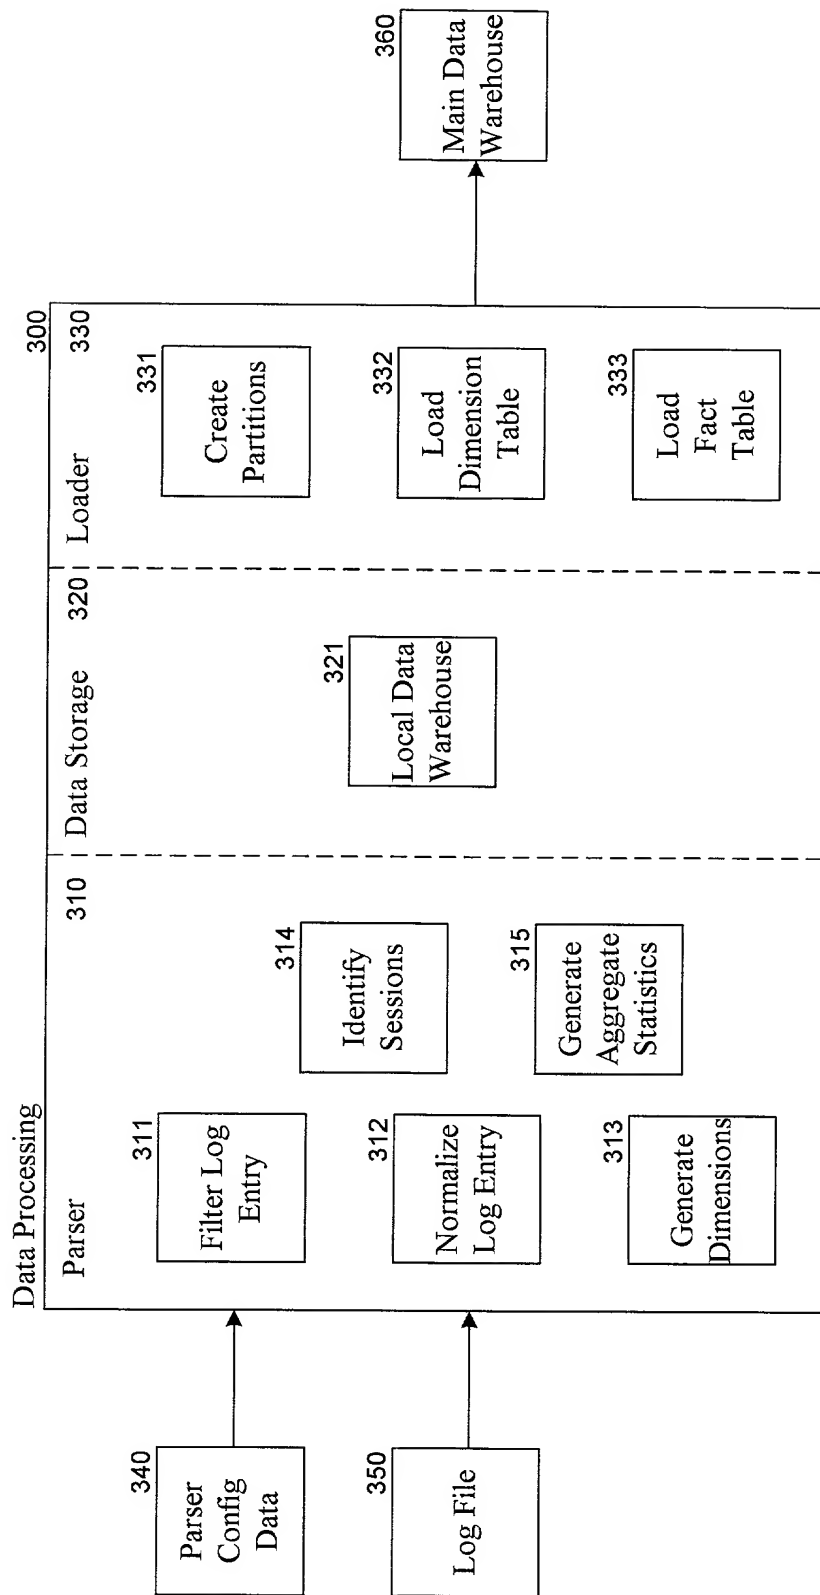 Data Processing
300
Parser
310
Data Storage
320
Loader
330
340
Parser
Config
Data
350
Log File
311
Filter Log
Entry
312
Normalize
Log Entry
313
Generate
Dimensions
314
Identify
Sessions
315
Generate
Aggregate
Statistics
321
Local Data
Warehouse
331
Create
Partitions
332
Load
Dimension
Table
333
Load
Fact
Table
360
Main Data
Warehouse